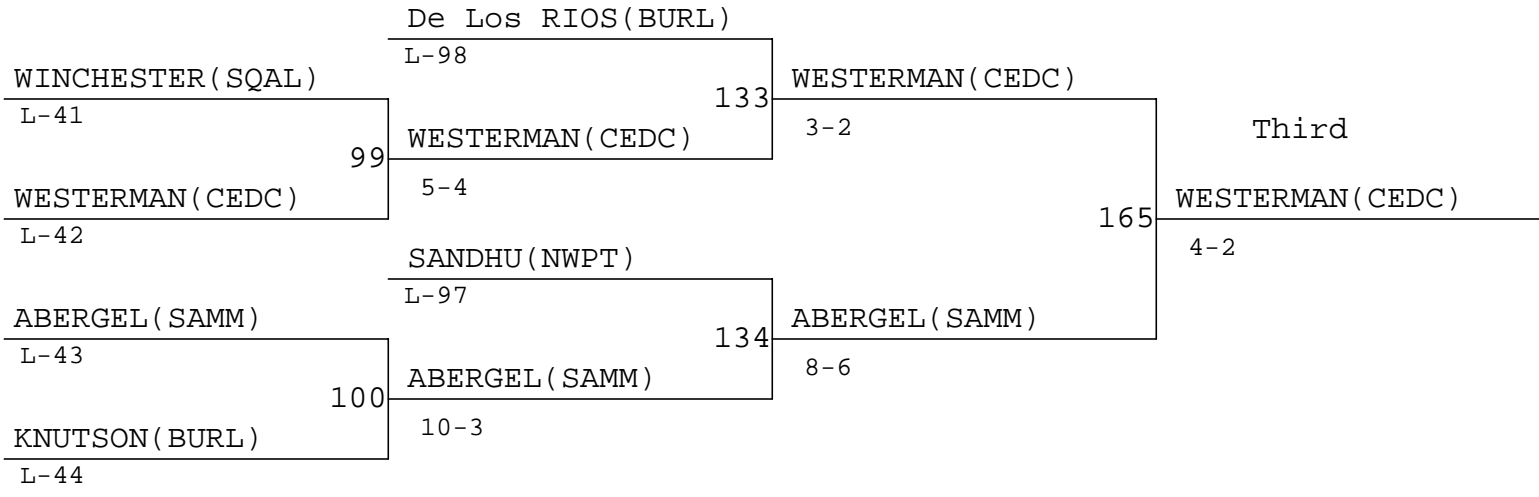 De Los RIOS(BURL)
L-98
WINCHESTER(SQAL)
L-41
133
WESTERMAN(CEDC)
3-2
99
WESTERMAN(CEDC)
5-4
Third
WESTERMAN(CEDC)
L-42
165
WESTERMAN(CEDC)
4-2
SANDHU(NWPT)
L-97
ABERGEL(SAMM)
L-43
134
ABERGEL(SAMM)
8-6
100
ABERGEL(SAMM)
10-3
KNUTSON(BURL)
L-44